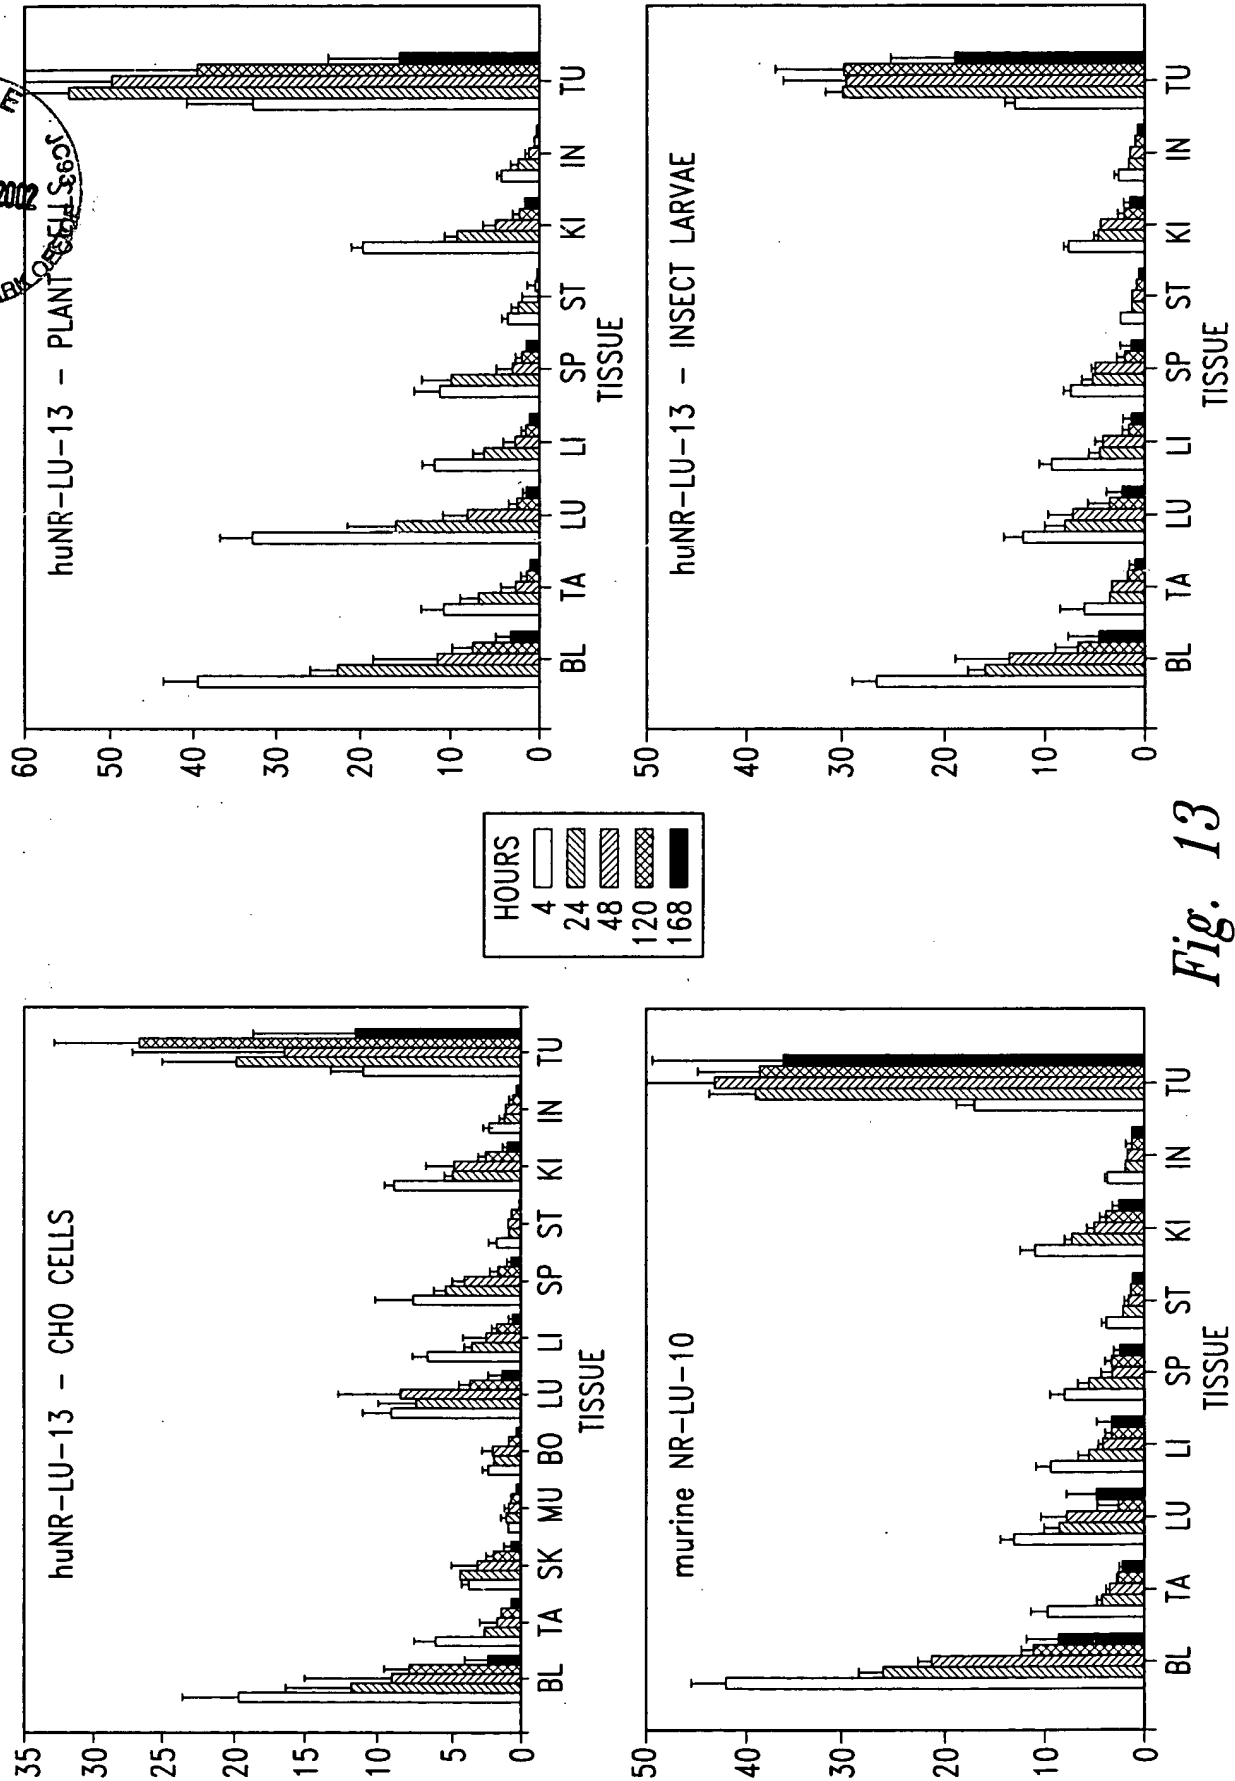 huNR-LU-13 - CHO CELLS
35
30
25
20
15
10
5
0
BL TA SK MU BO LU LI SP ST KI IN TU
TISSUE
huNR-LU-13 - PLANT CELLS
60
50
40
30
20
10
0
BL TA LU LI SP ST KI IN TU
TISSUE
HOURS
4
24
48
120
168
murine NR-LU-10
50
40
30
20
10
0
BL TA LU LI SP ST KI IN TU
TISSUE
huNR-LU-13 - INSECT LARVAE
50
40
30
20
10
0
BL TA LU LI SP ST KI IN TU
TISSUE
Fig. 13